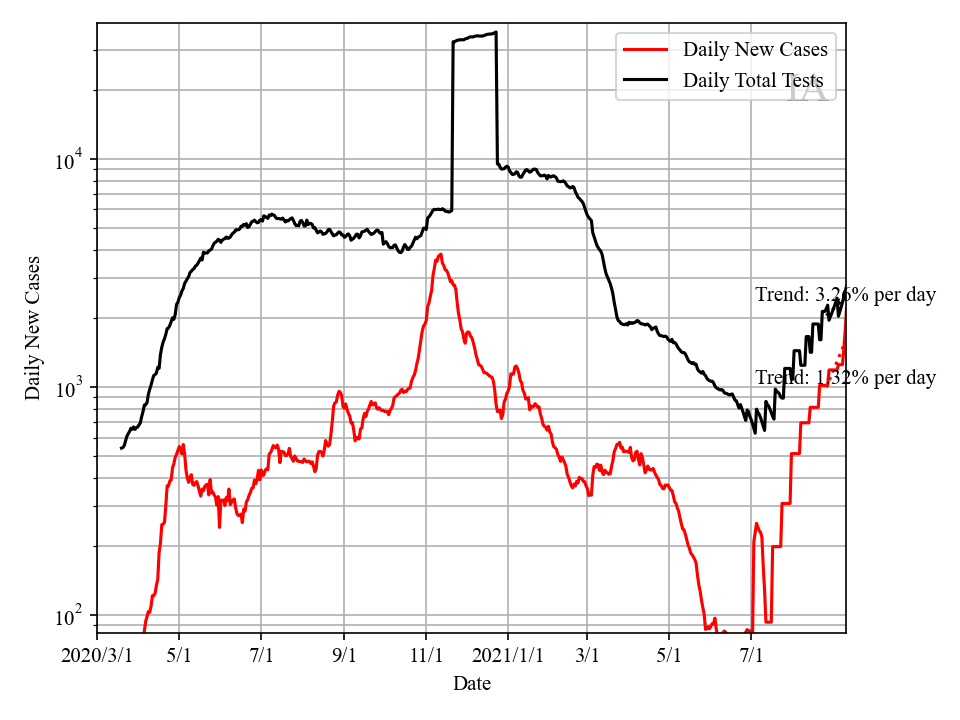 Daily New Cases
Daily Total Tests
IA
10^4
10^3
10^2
Daily New Cases
Trend: 3.26% per day
Trend: 1.32% per day
2020/3/1 5/1 7/1 9/1 11/1 2021/1/1 3/1 5/1 7/1
Date